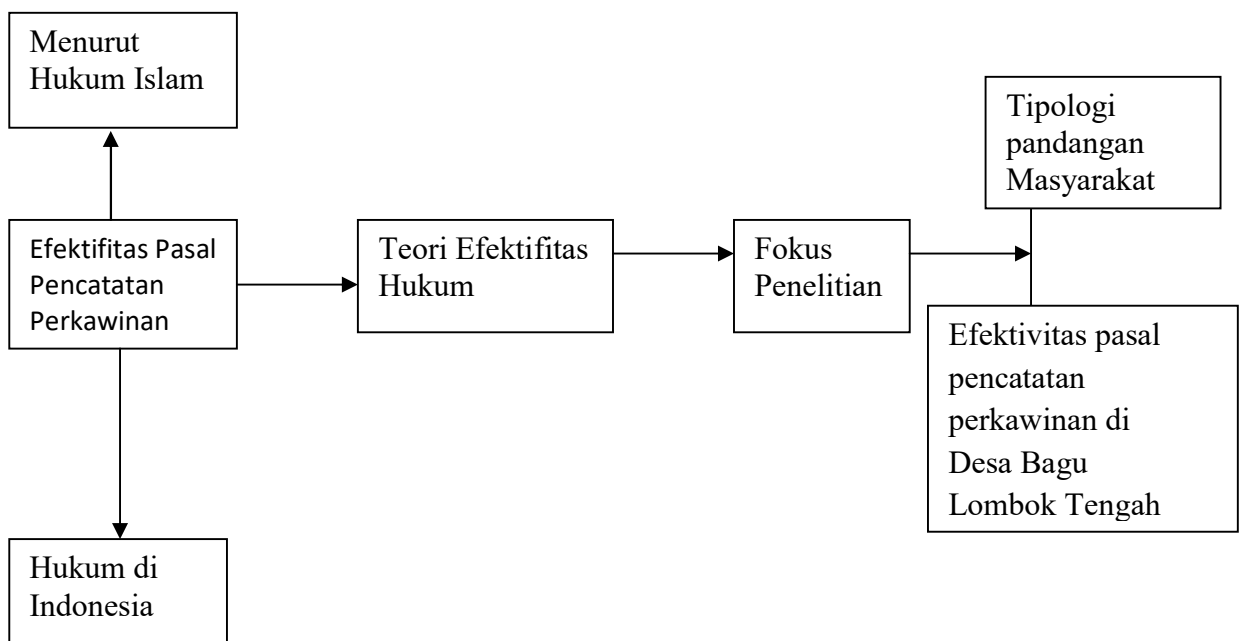 Menurut
Hukum Islam
Efektifitas Pasal
Pencatatan
Perkawinan
Hukum di
Indonesia
Teori Efektifitas
Hukum
Fokus
Penelitian
Tipologi
pandangan
Masyarakat
Efektivitas pasal
pencatatan
perkawinan di
Desa Bagu
Lombok Tengah